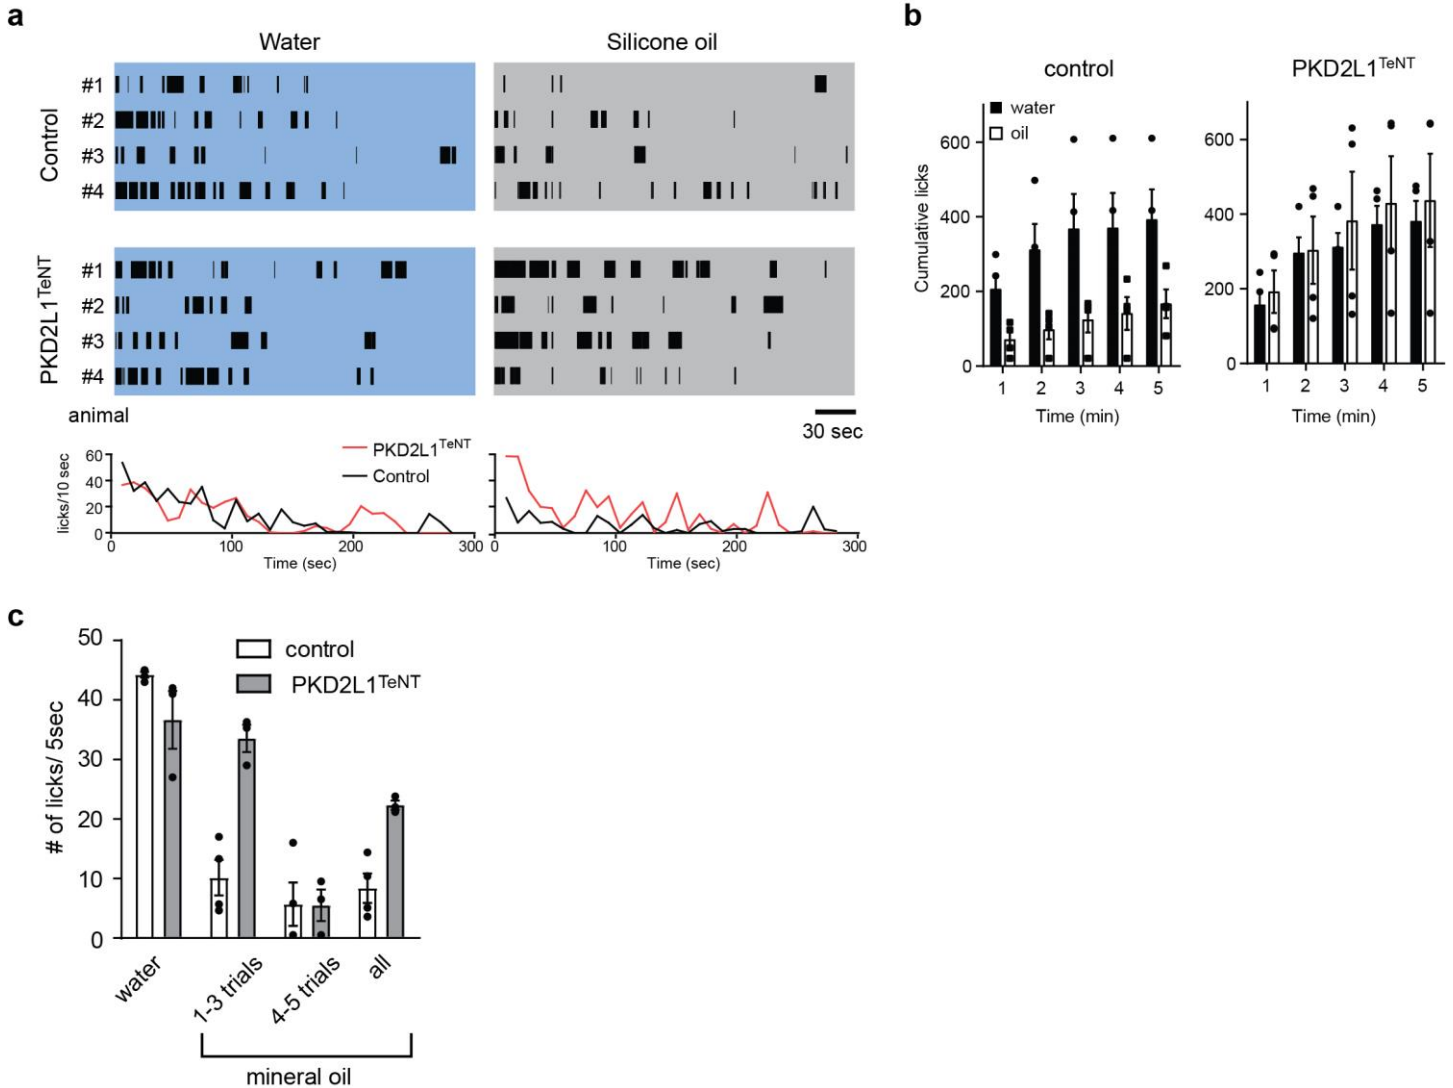 a
Water
Silicone oil
Control
#1
#2
#3
#4
PKD2L1TeNT
#1
#2
#3
#4
animal
30 sec
licks/10 sec
60
40
20
0
PKD2L1TeNT
Control
0 100 200 300
Time (sec)
0 100 200 300
Time (sec)
b
control
water
oil
Cumulative licks
600
400
200
0
1 2 3 4 5
Time (min)
PKD2L1TeNT
600
400
200
0
1 2 3 4 5
Time (min)
c
# of licks/ 5sec
50
40
30
20
10
0
control
PKD2L1TeNT
water
1-3 trials
4-5 trials
all
mineral oil